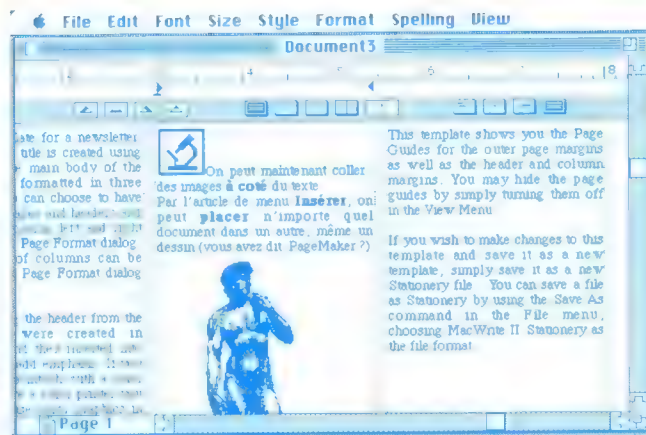 File Edit Font Size Style Format Spelling View
Document3
4
6
8
for a newsletter
title is created using
main body of the
formatted in three
can choose to have
left and right
Page Format dialog
of columns can be
Page Format dialog
the header from the
were created in
On peut maintenant coller
des images à coté du texte
Par l'article de menu Insérer, on
peut placer n'importe quel
document dans un autre, même un
dessin (vous avez dit PageMaker ?)
This template shows you the Page
Guides for the outer page margins
as well as the header and column
margins. You may hide the page
guides by simply turning them off
in the View Menu
If you wish to make changes to this
template and save it as a new
template, simply save it as a new
Stationery file You can save a file
as Stationery by using the Save As
command in the File menu,
choosing MacWrite II Stationery as
the file format
Page 1